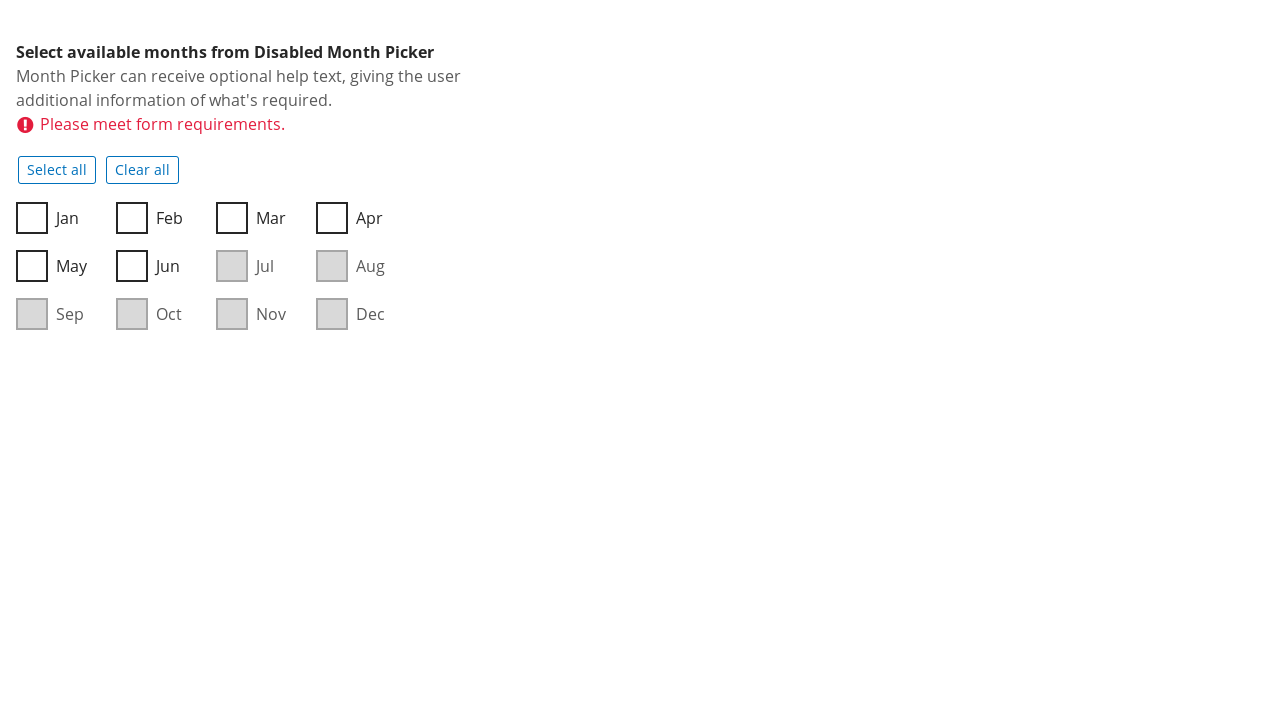 Select available months from Disabled Month Picker
Month Picker can receive optional help text, giving the user
additional information of what's required.
Please meet form requirements.
Select all Clear all
Jan Feb Mar Apr
May Jun Jul Aug
Sep Oct Nov Dec